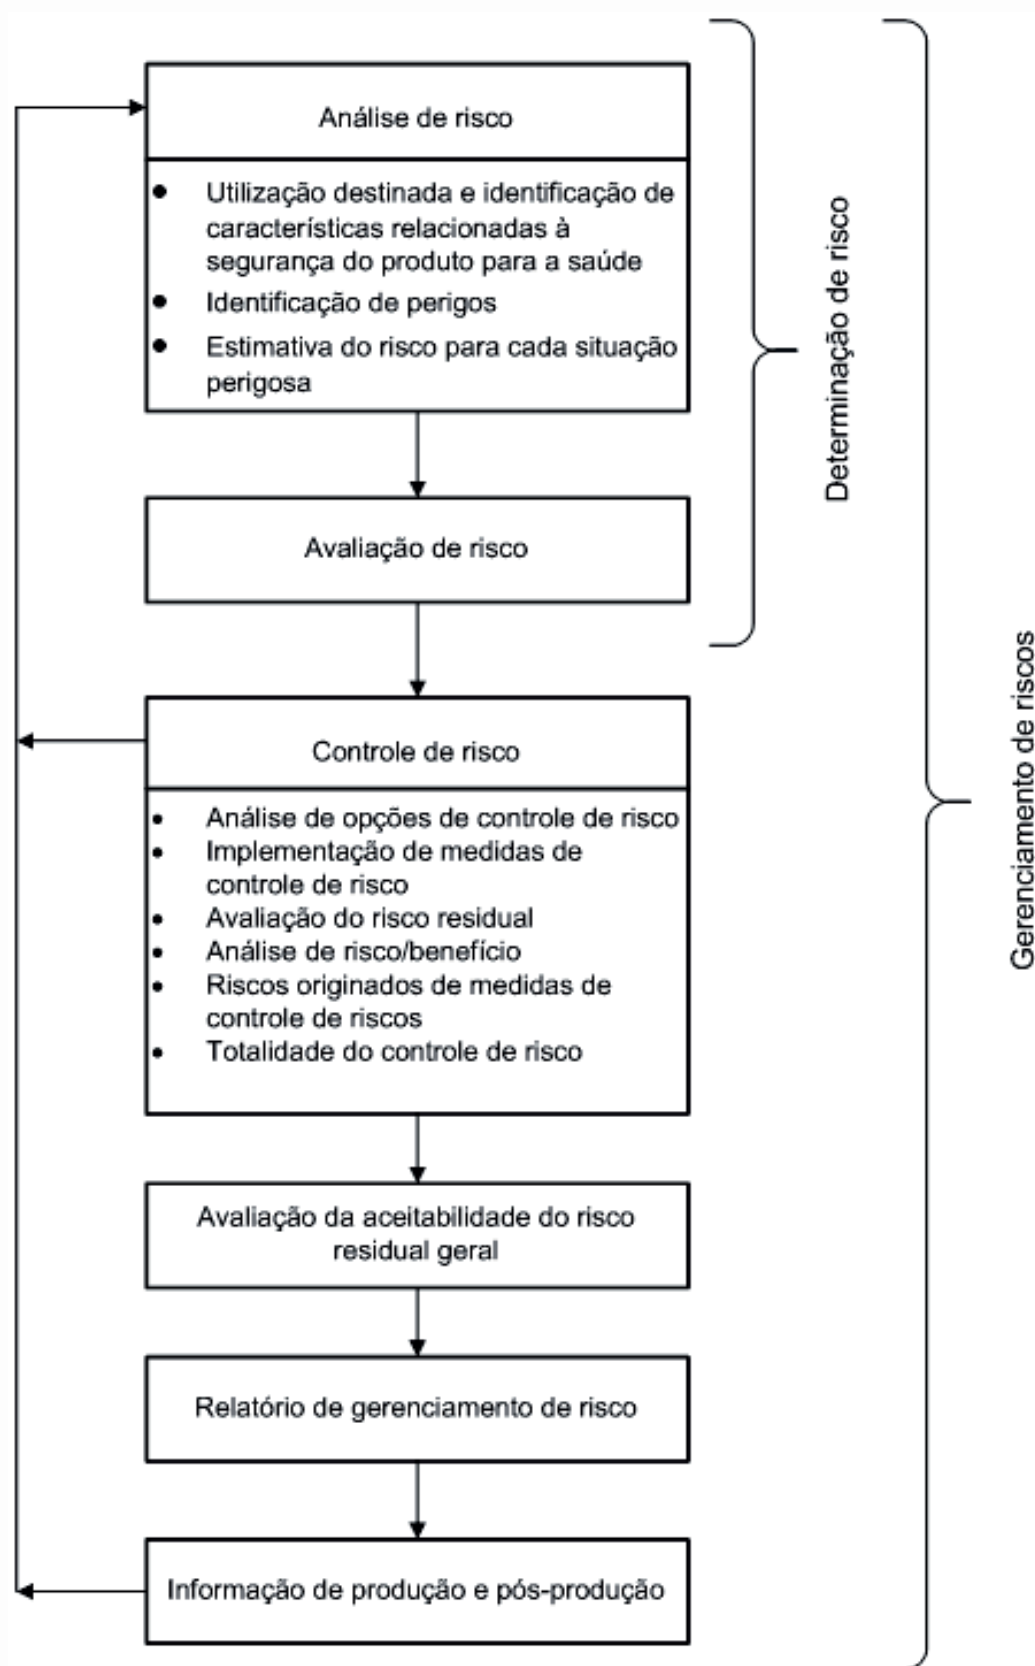 Análise de risco
● Utilização destinada e identificação de
características relacionadas à
segurança do produto para a saúde
● Identificação de perigos
● Estimativa do risco para cada situação
perigosa
Avaliação de risco
Determinação de risco
Controle de risco
• Análise de opções de controle de risco
• Implementação de medidas de
controle de risco
• Avaliação do risco residual
• Análise de risco/benefício
• Riscos originados de medidas de
controle de riscos
• Totalidade do controle de risco
Avaliação da aceitabilidade do risco
residual geral
Relatório de gerenciamento de risco
Informação de produção e pós-produção
Gerenciamento de riscos